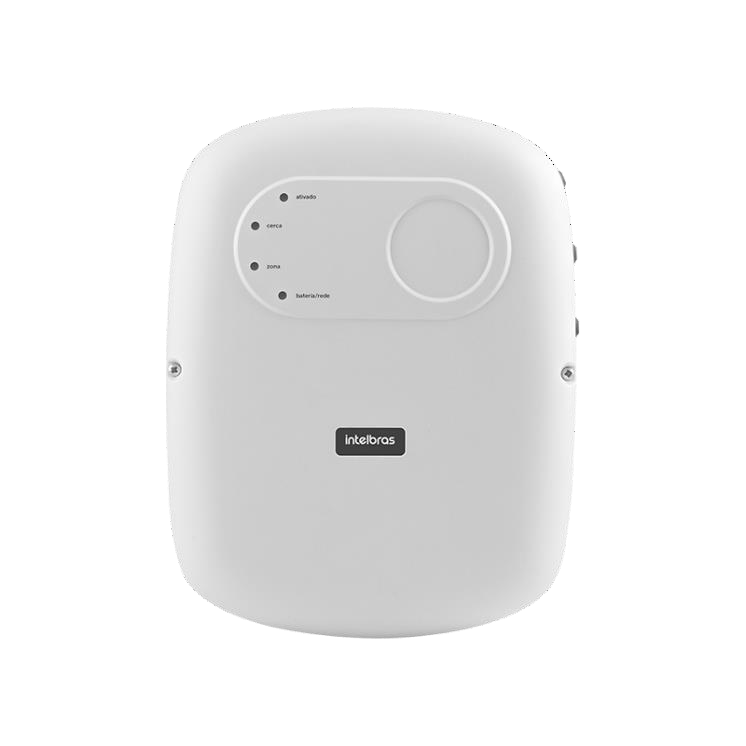 ativado
cerca
zona
bateria/rede
intelbras